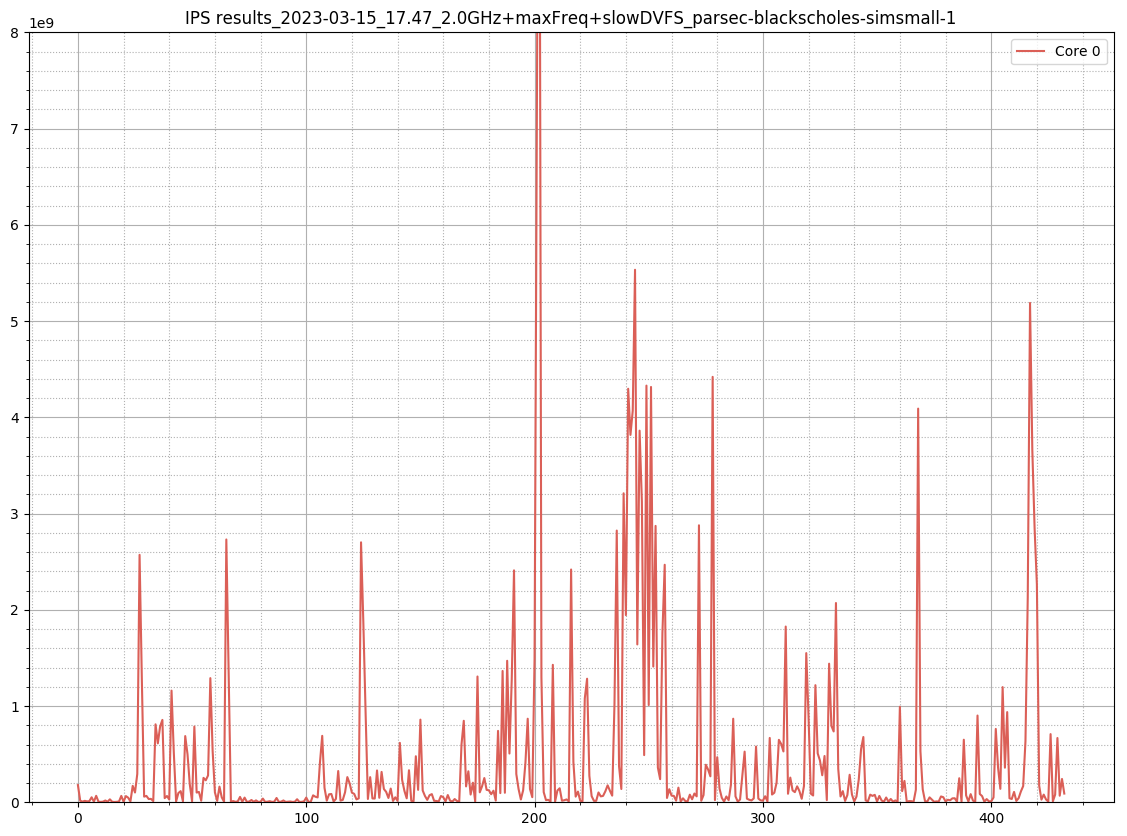 IPS results_2023-03-15_17.47_2.0GHz+maxFreq+slowDVFS_parsec-blackscholes-simsmall-1
1e9
Core 0
8
7
6
5
4
3
2
1
0
0 100 200 300 400